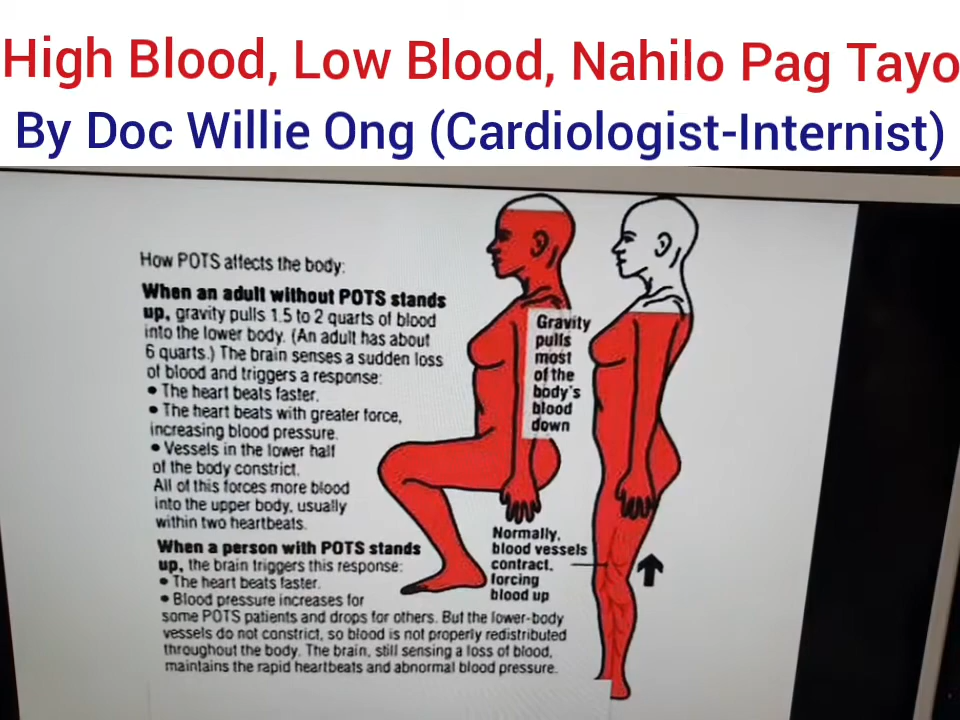 High Blood, Low Blood, Nahilo Pag Tayo
By Doc Willie Ong (Cardiologist-Internist)
How POTS affects the body:
When an adult without POTS stands
up, gravity pulls 1.5 to 2 quarts of blood
into the lower body. (An adult has about
6 quarts.) The brain senses a sudden loss
of blood and triggers a response:
• The heart beats faster.
• The heart beats with greater force,
increasing blood pressure.
• Vessels in the lower half
of the body constrict.
All of this forces more blood
into the upper body, usually
within two heartbeats.
When a person with POTS stands
up, the brain triggers this response:
• The heart beats faster.
• Blood pressure increases for
some POTS patients and drops for others. But the lower-body
vessels do not constrict, so blood is not properly redistributed
throughout the body. The brain, still sensing a loss of blood,
maintains the rapid heartbeats and abnormal blood pressure.
Gravity
pulls
most
of the
body's
blood
down
Normally,
blood vessels
contract,
forcing
blood up